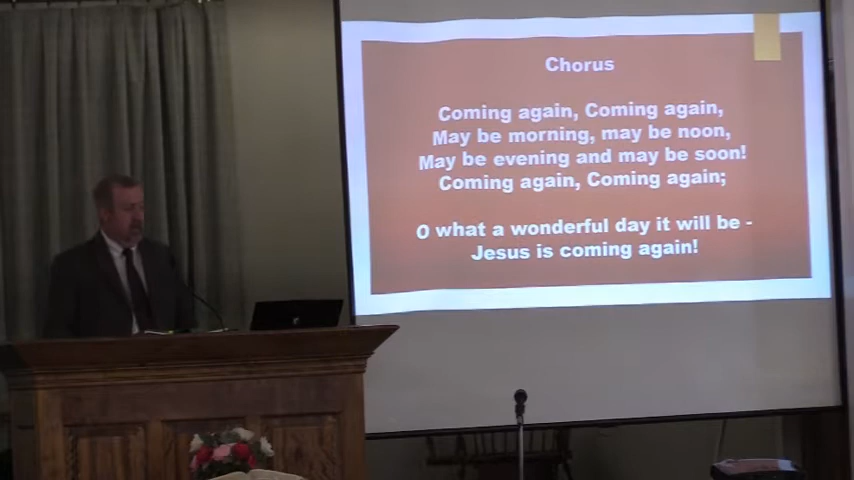 Chorus
Coming again, Coming again,
May be morning, may be noon,
May be evening and may be soon!
Coming again, Coming again;
O what a wonderful day it will be -
Jesus is coming again!